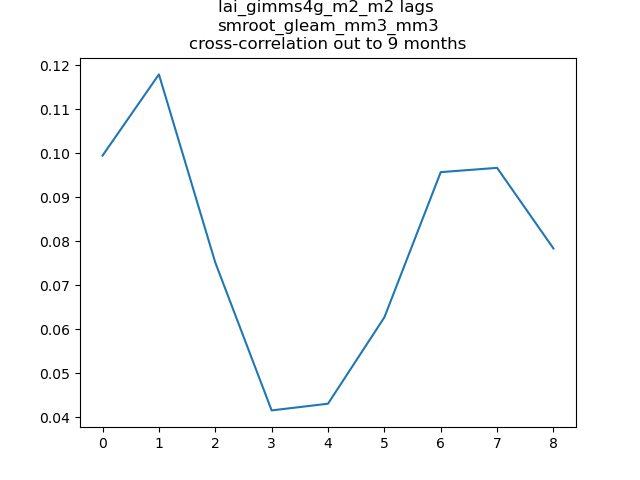 lai_gimms4g_m2_m2 lags
smroot_gleam_mm3_mm3
cross-correlation out to 9 months
0.12
0.11
0.10
0.09
0.08
0.07
0.06
0.05
0.04
0 1 2 3 4 5 6 7 8